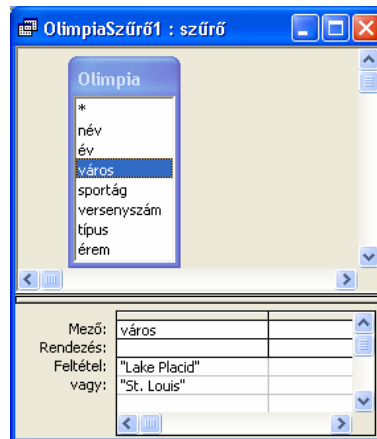 OlimpiaSzűrő1 : szűrő
Olimpia
*
név
év
város
sportág
versenyszám
típus
érem
Mező: város
Rendezés:
Feltétel: "Lake Placid"
vagy: "St. Louis"